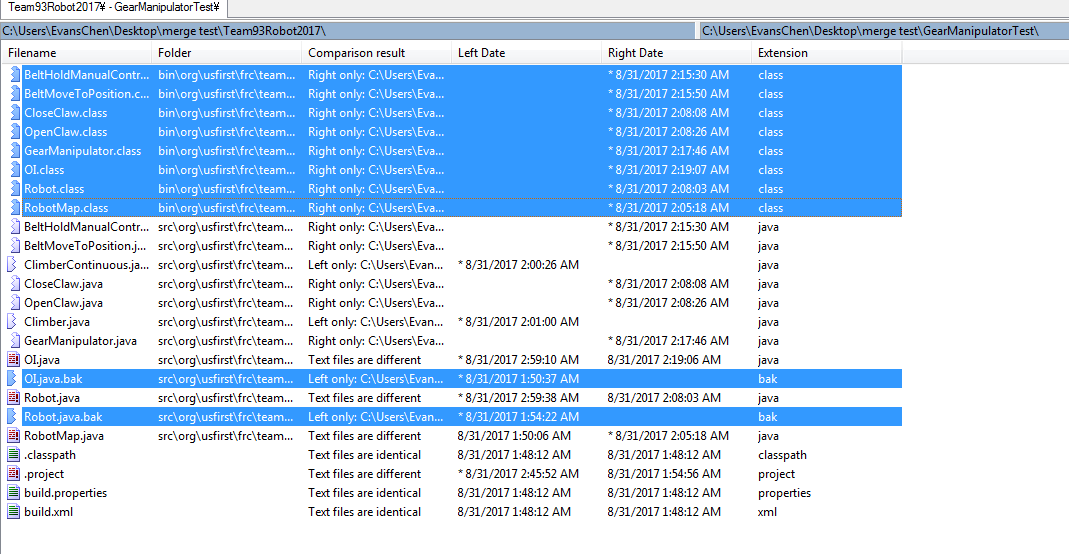 Team93Robot2017¥ - GearManipulatorTest¥
C:\Users\EvansChen\Desktop\merge test\Team93Robot2017\ C:\Users\EvansChen\Desktop\merge test\GearManipulatorTest\
Filename Folder Comparison result Left Date Right Date Extension
BeltHoldManualContr... bin\org\usfirst\frc\team... Right only: C:\Users\Eva... * 8/31/2017 2:15:30 AM class
BeltMoveToPosition.c... bin\org\usfirst\frc\team... Right only: C:\Users\Eva... * 8/31/2017 2:15:50 AM class
CloseClaw.class bin\org\usfirst\frc\team... Right only: C:\Users\Eva... * 8/31/2017 2:08:08 AM class
OpenClaw.class bin\org\usfirst\frc\team... Right only: C:\Users\Eva... * 8/31/2017 2:08:26 AM class
GearManipulator.class bin\org\usfirst\frc\team... Right only: C:\Users\Eva... * 8/31/2017 2:17:46 AM class
OI.class bin\org\usfirst\frc\team... Right only: C:\Users\Eva... * 8/31/2017 2:19:07 AM class
Robot.class bin\org\usfirst\frc\team... Right only: C:\Users\Eva... * 8/31/2017 2:08:03 AM class
RobotMap.class bin\org\usfirst\frc\team... Right only: C:\Users\Eva... * 8/31/2017 2:05:18 AM class
BeltHoldManualContr... src\org\usfirst\frc\team... Right only: C:\Users\Eva... * 8/31/2017 2:15:30 AM java
BeltMoveToPosition.j... src\org\usfirst\frc\team... Right only: C:\Users\Eva... * 8/31/2017 2:15:50 AM java
ClimberContinuous.ja... src\org\usfirst\frc\team... Left only: C:\Users\Evan... * 8/31/2017 2:00:26 AM java
CloseClaw.java src\org\usfirst\frc\team... Right only: C:\Users\Eva... * 8/31/2017 2:08:08 AM java
OpenClaw.java src\org\usfirst\frc\team... Right only: C:\Users\Eva... * 8/31/2017 2:08:26 AM java
Climber.java src\org\usfirst\frc\team... Left only: C:\Users\Evan... * 8/31/2017 2:01:00 AM java
GearManipulator.java src\org\usfirst\frc\team... Right only: C:\Users\Eva... * 8/31/2017 2:17:46 AM java
OI.java src\org\usfirst\frc\team... Text files are different * 8/31/2017 2:59:10 AM 8/31/2017 2:19:06 AM java
OI.java.bak src\org\usfirst\frc\team... Left only: C:\Users\Evan... * 8/31/2017 1:50:37 AM bak
Robot.java src\org\usfirst\frc\team... Text files are different * 8/31/2017 2:59:38 AM 8/31/2017 2:08:03 AM java
Robot.java.bak src\org\usfirst\frc\team... Left only: C:\Users\Evan... * 8/31/2017 1:54:22 AM bak
RobotMap.java src\org\usfirst\frc\team... Text files are different 8/31/2017 1:50:06 AM * 8/31/2017 2:05:18 AM java
.classpath Text files are identical 8/31/2017 1:48:12 AM 8/31/2017 1:48:12 AM classpath
.project Text files are different * 8/31/2017 2:45:52 AM 8/31/2017 1:54:56 AM project
build.properties Text files are identical 8/31/2017 1:48:12 AM 8/31/2017 1:48:12 AM properties
build.xml Text files are identical 8/31/2017 1:48:12 AM 8/31/2017 1:48:12 AM xml